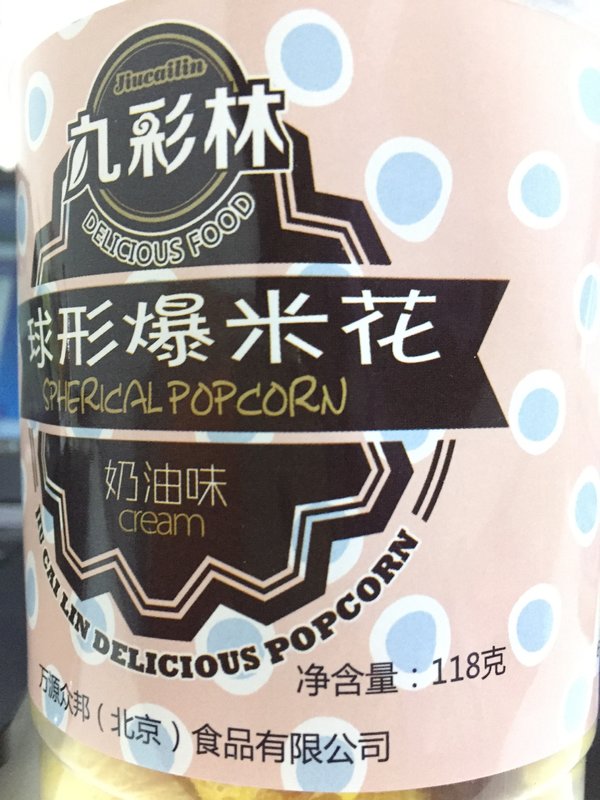 Jiucailin
九彩林
DELICIOUS FOOD
球形爆米花
SPHERICAL POPCORN
奶油味
cream
JIU CAI LIN DELICIOUS POPCORN
净含量：118克
万源众邦（北京）食品有限公司